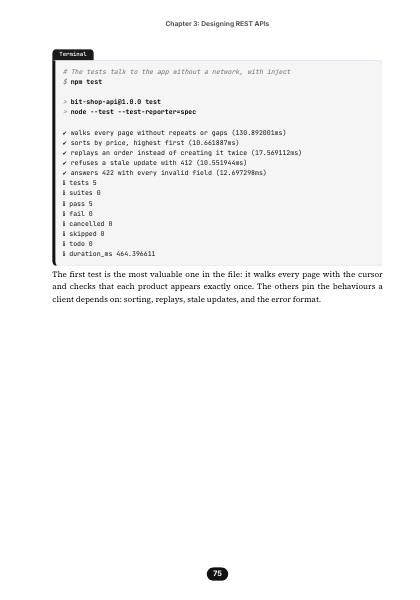 Chapter 3: Designing REST APIs
Terminal
# The tests talk to the app without a network, with inject
$ npm test
> bit-shop-api@1.0.0 test
> node --test --test-reporter=spec
✔ walks every page without repeats or gaps (130.892001ms)
✔ sorts by price, highest first (10.661887ms)
✔ replays an order instead of creating it twice (17.569112ms)
✔ refuses a stale update with 412 (10.551944ms)
✔ answers 422 with every invalid field (12.697298ms)
ℹ tests 5
ℹ suites 0
ℹ pass 5
ℹ fail 0
ℹ cancelled 0
ℹ skipped 0
ℹ todo 0
ℹ duration_ms 464.396611
The first test is the most valuable one in the file: it walks every page with the cursor
and checks that each product appears exactly once. The others pin the behaviours a
client depends on: sorting, replays, stale updates, and the error format.
75